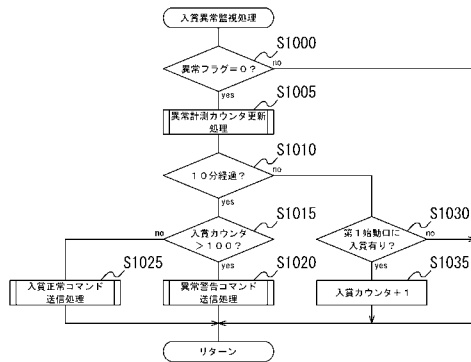 入賞異常監視処理
S1000
異常フラグ＝０？
no
yes
S1005
異常計測カウンタ更新
処理
S1010
１０分経過？
no
yes
S1015
入賞カウンタ
＞１００？
no
yes
S1030
第１始動口に
入賞有り？
no
yes
S1025
入賞正常コマンド
送信処理
S1020
異常警告コマンド
送信処理
S1035
入賞カウンタ＋１
リターン